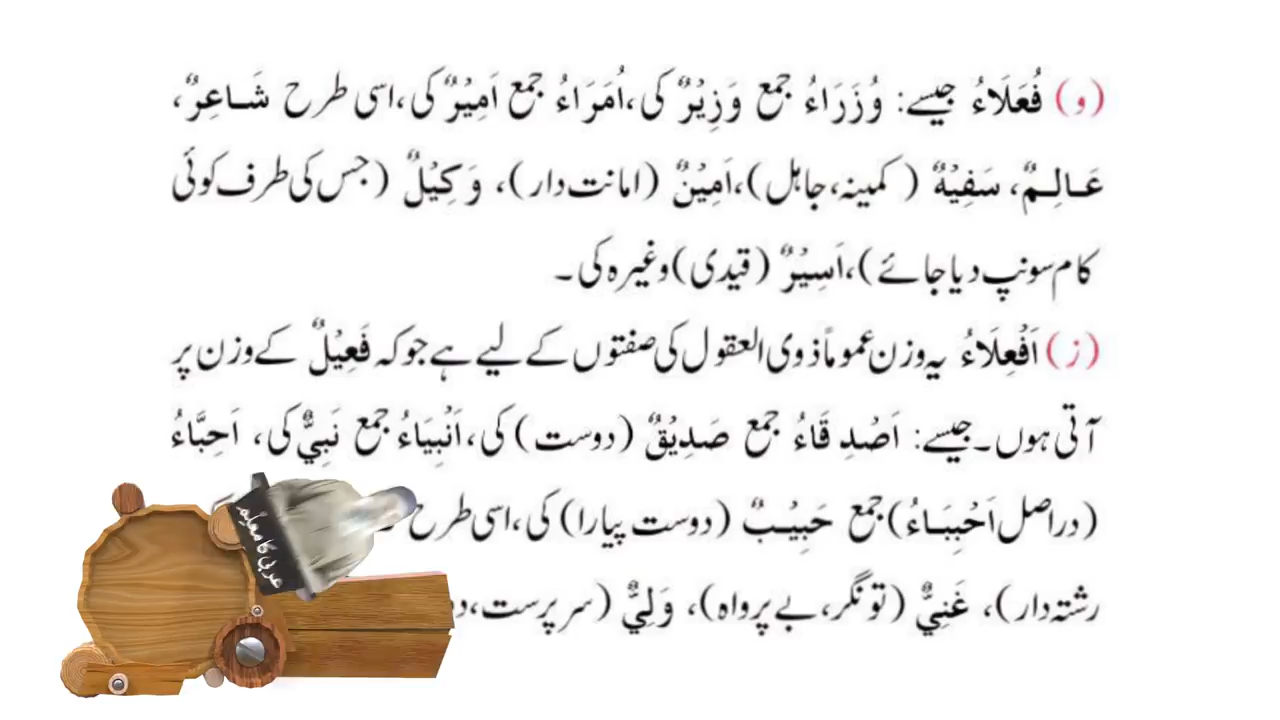 (و) فُعَلَاءُ جیسے: وُزَرَاءُ جمع وَزِیْرٌ کی، اُمَرَاءُ جمع اَمِیْرٌ کی، اسی طرح شَاعِرٌ،
عَالِمٌ، سَفِیْہٌ (کمینہ، جاہل)، اَمِیْنٌ (امانت دار)، وَکِیْلٌ (جس کی طرف کوئی
کام سونپ دیا جائے)، اَسِیْرٌ (قیدی) وغیرہ کی۔
(ز) اَفْعِلَاءُ یہ وزن عموماً ذوی العقول کی صفتوں کے لیے ہے جو کہ فَعِیْلٌ کے وزن پر
آتی ہوں۔ جیسے: اَصْدِقَاءُ جمع صَدِیْقٌ (دوست) کی، اَنْبِیَاءُ جمع نَبِيٌّ کی، اَحِبَّاءُ
(دراصل اَحْبِبَاءُ) جمع حَبِیْبٌ (دوست پیارا) کی، اسی طرح
رشتہ دار)، غَنِيٌّ (تونگر، بے پرواہ)، وَلِيٌّ (سرپرست،
عربی کا معلم